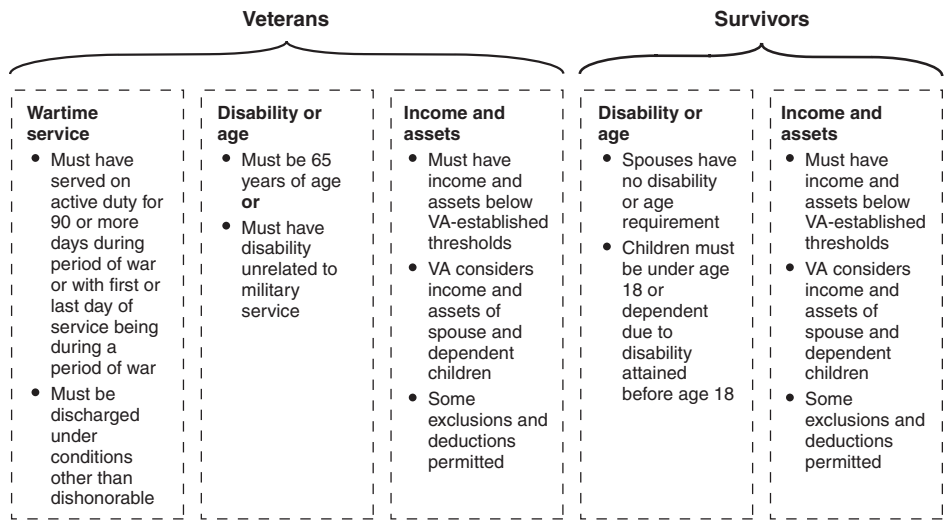 Veterans
Survivors
Wartime
service
• Must have
served on
active duty for
90 or more
days during
period of war
or with first or
last day of
service being
during a
period of war
• Must be
discharged
under
conditions
other than
dishonorable
Disability or
age
• Must be 65
years of age
or
• Must have
disability
unrelated to
military
service
Income and
assets
• Must have
income and
assets below
VA-established
thresholds
• VA considers
income and
assets of
spouse and
dependent
children
• Some
exclusions and
deductions
permitted
Disability or
age
• Spouses have
no disability
or age
requirement
• Children must
be under age
18 or
dependent
due to
disability
attained
before age 18
Income and
assets
• Must have
income and
assets below
VA-established
thresholds
• VA considers
income and
assets of
spouse and
dependent
children
• Some
exclusions and
deductions
permitted